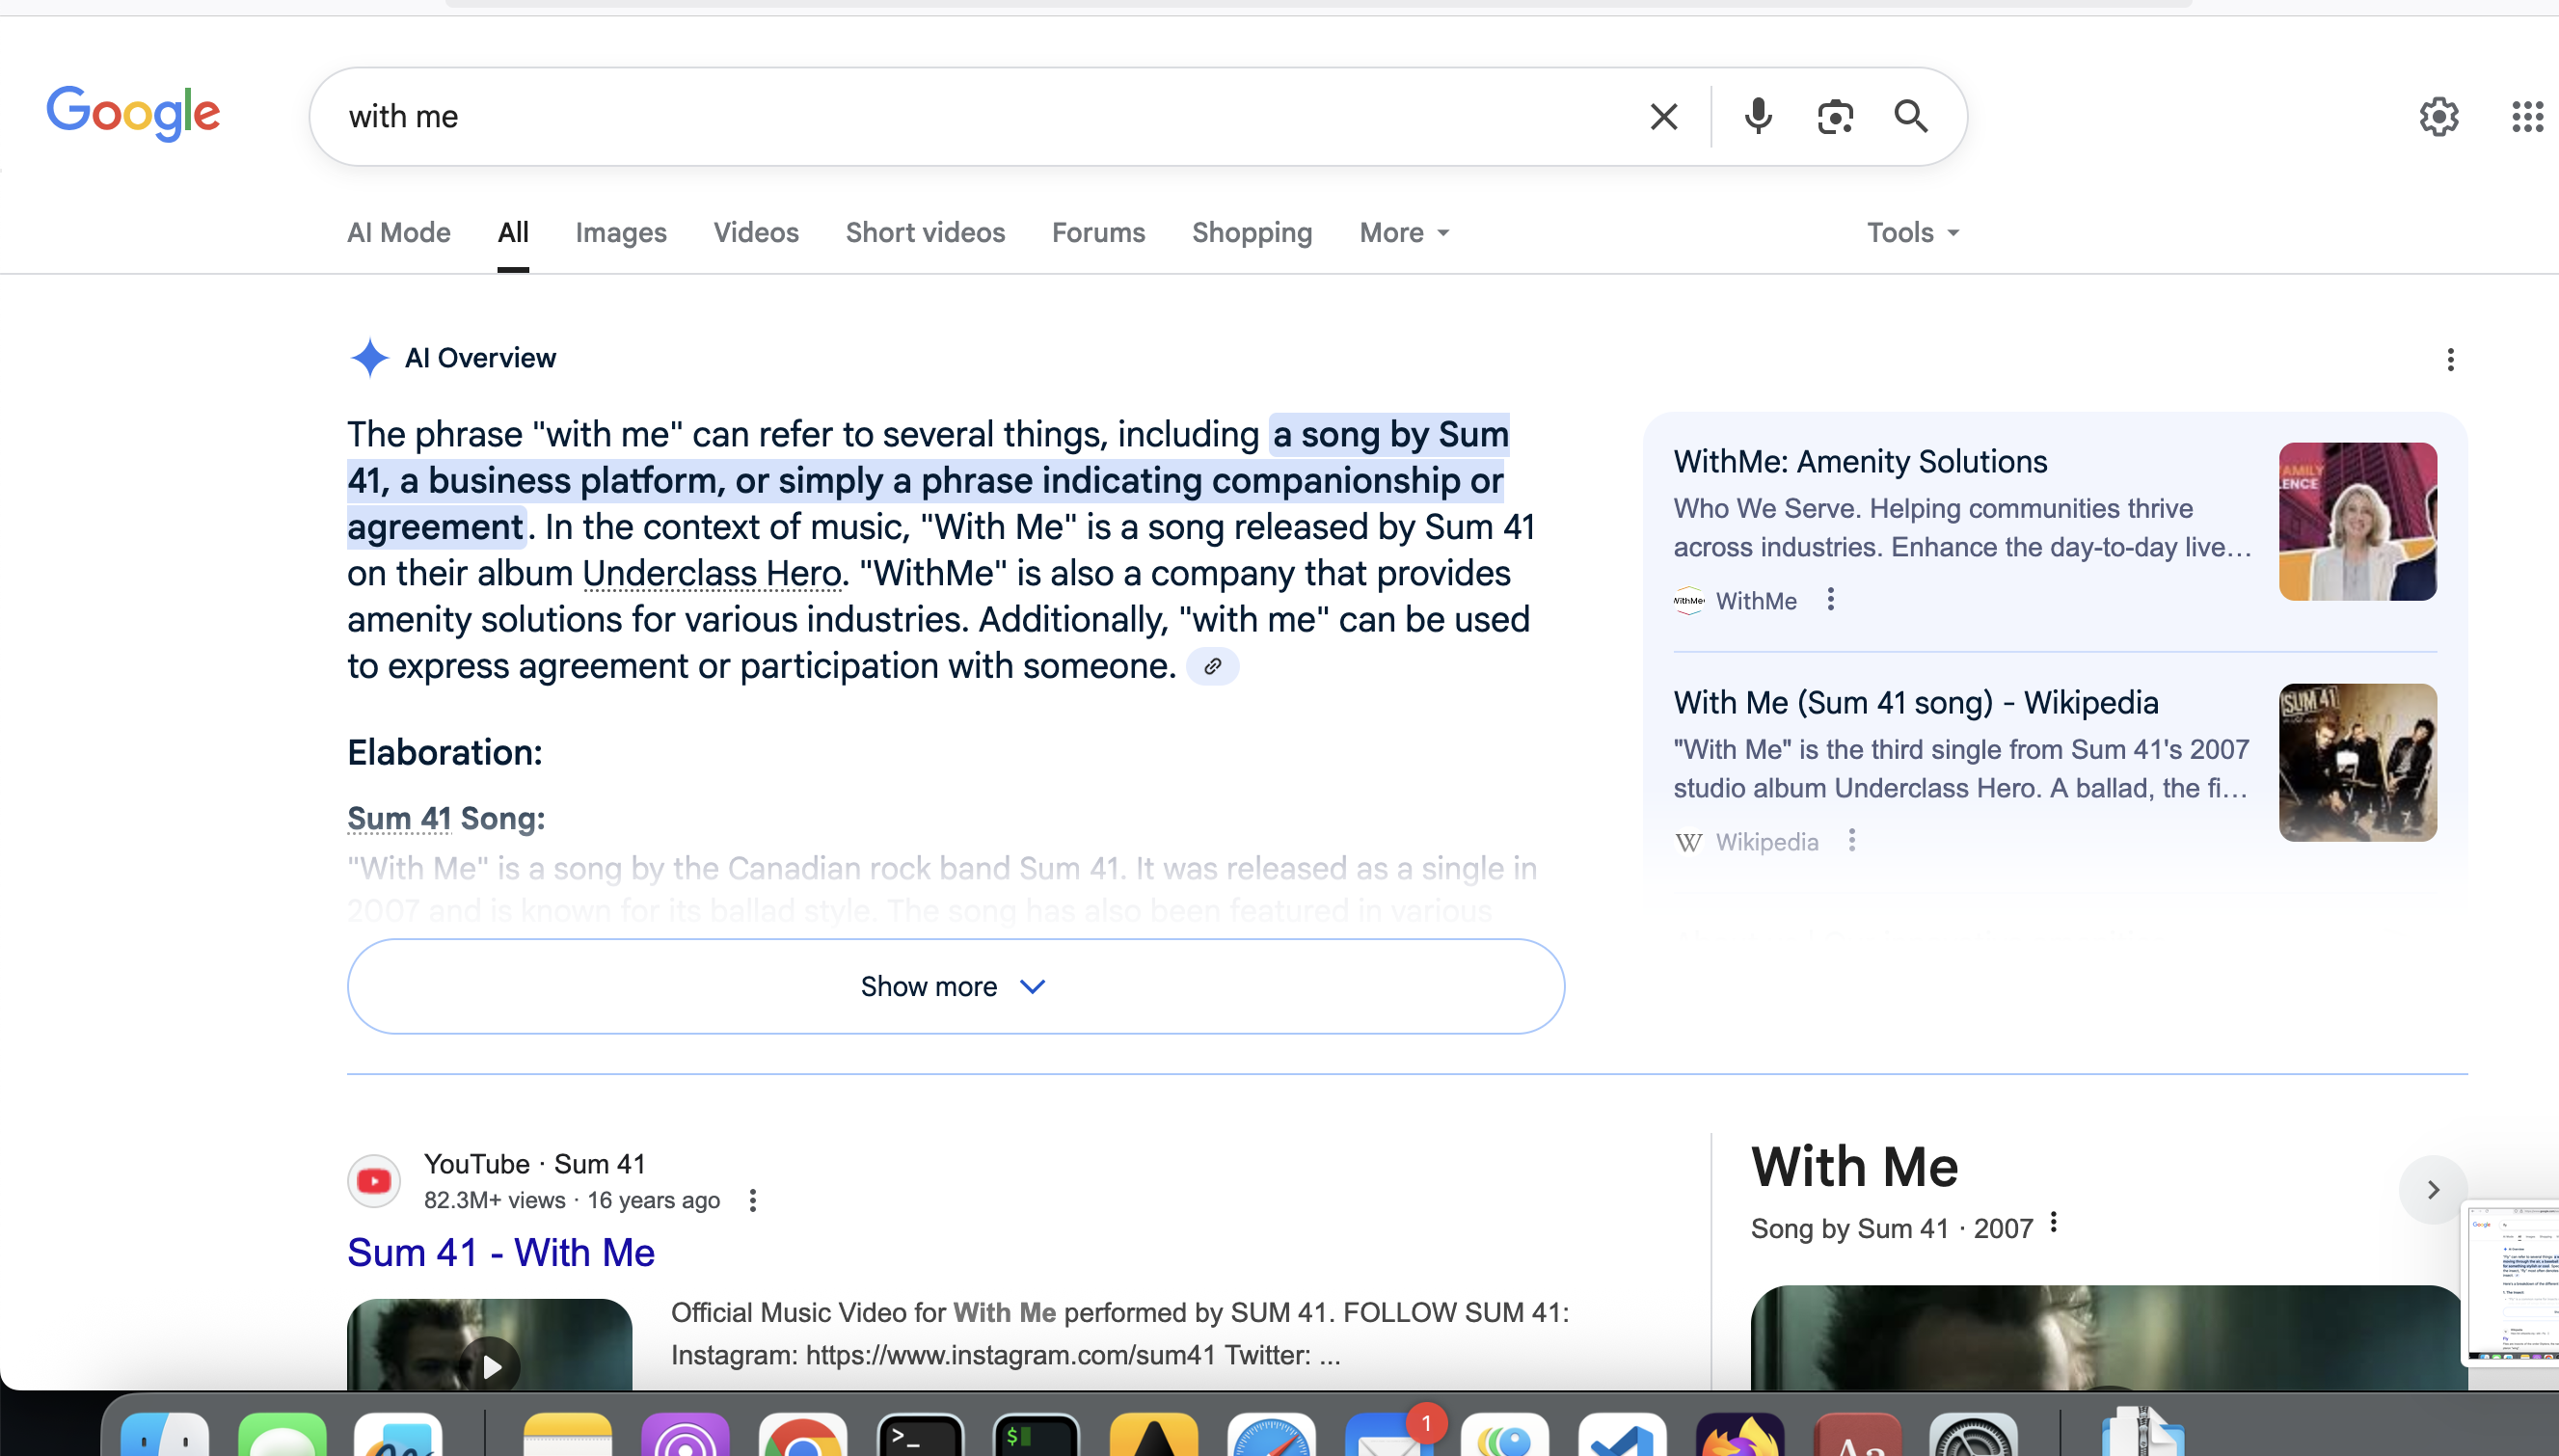 Google
with me
AI Mode
All
Images
Videos
Short videos
Forums
Shopping
More
Tools
AI Overview
The phrase "with me" can refer to several things, including a song by Sum
41, a business platform, or simply a phrase indicating companionship or
agreement. In the context of music, "With Me" is a song released by Sum 41
on their album Underclass Hero. "WithMe" is also a company that provides
amenity solutions for various industries. Additionally, "with me" can be used
to express agreement or participation with someone.
Elaboration:
Sum 41 Song:
"With Me" is a song by the Canadian rock band Sum 41. It was released as a single in
2007 and is known for its ballad style. The song has also been featured in various
Show more
WithMe: Amenity Solutions
Who We Serve. Helping communities thrive
across industries. Enhance the day-to-day live...
WithMe
WithMe
AMILY
ENCE
With Me (Sum 41 song) - Wikipedia
"With Me" is the third single from Sum 41's 2007
studio album Underclass Hero. A ballad, the fi...
W Wikipedia
SUM 41
YouTube · Sum 41
82.3M+ views · 16 years ago
Sum 41 - With Me
Official Music Video for With Me performed by SUM 41. FOLLOW SUM 41:
Instagram: https://www.instagram.com/sum41 Twitter: ...
With Me
Song by Sum 41 · 2007
>_
$
1
Aa